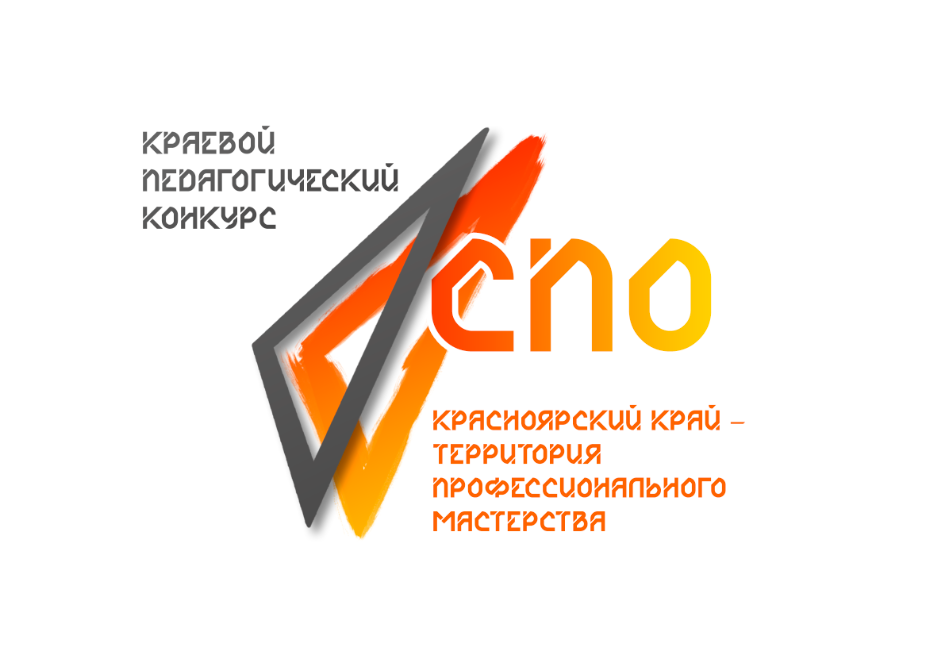 КРАЕВОЙ
ПЕДАГОГИЧЕСКИЙ
КОНКУРС
СПО
КРАСНОЯРСКИЙ КРАЙ –
ТЕРРИТОРИЯ
ПРОФЕССИОНАЛЬНОГО
МАСТЕРСТВА